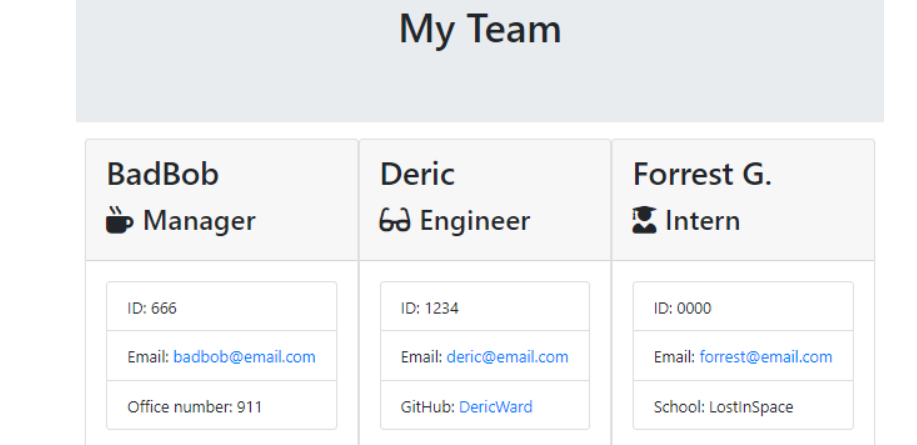 My Team
BadBob
Manager
ID: 666
Email: badbob@email.com
Office number: 911
Deric
Engineer
ID: 1234
Email: deric@email.com
GitHub: DericWard
Forrest G.
Intern
ID: 0000
Email: forrest@email.com
School: LostInSpace